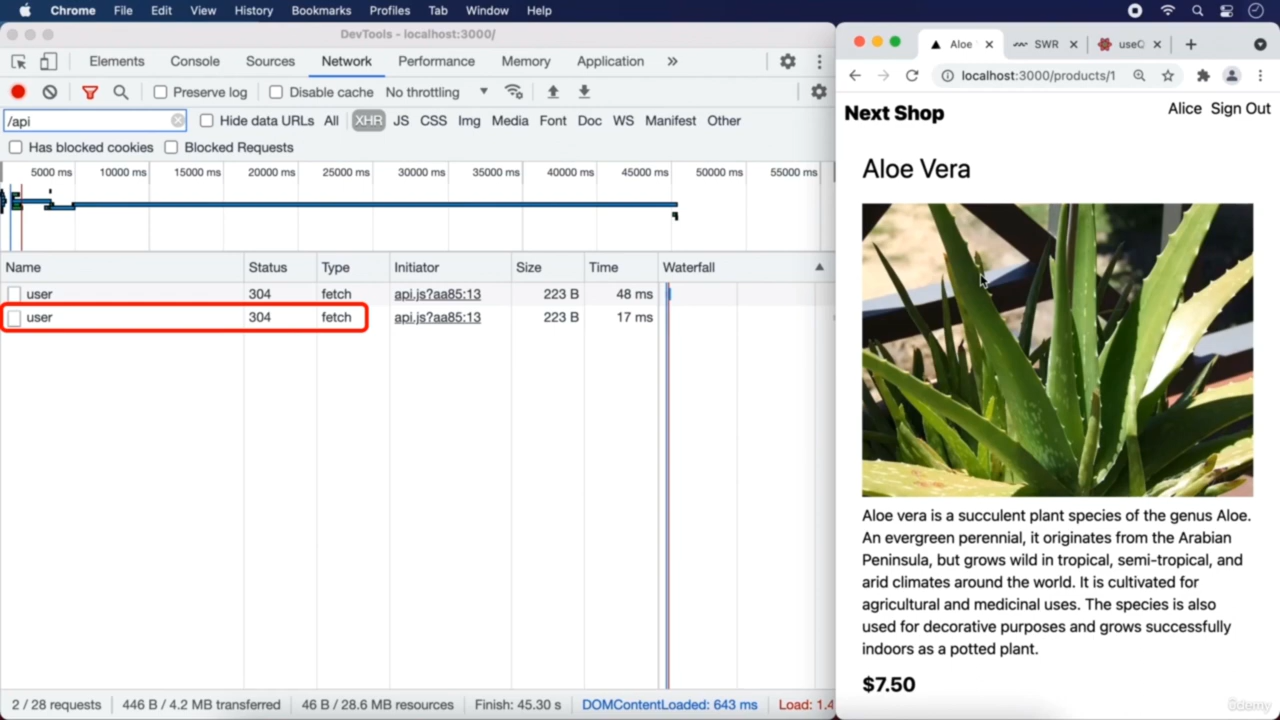 Chrome File Edit View History Bookmarks Profiles Tab Window Help
DevTools - localhost:3000/
Elements Console Sources Network Performance Memory Application »
Preserve log Disable cache No throttling
/api Hide data URLs All XHR JS CSS Img Media Font Doc WS Manifest Other
Has blocked cookies Blocked Requests
5000 ms 10000 ms 15000 ms 20000 ms 25000 ms 30000 ms 35000 ms 40000 ms 45000 ms 50000 ms 55000 ms
Name Status Type Initiator Size Time Waterfall
user 304 fetch api.js?aa85:13 223 B 48 ms
user 304 fetch api.js?aa85:13 223 B 17 ms
2 / 28 requests 446 B / 4.2 MB transferred 46 B / 28.6 MB resources Finish: 45.30 s DOMContentLoaded: 643 ms Load: 1.4
Aloe SWR useQ
localhost:3000/products/1
Next Shop Alice Sign Out
Aloe Vera
Aloe vera is a succulent plant species of the genus Aloe.
An evergreen perennial, it originates from the Arabian
Peninsula, but grows wild in tropical, semi-tropical, and
arid climates around the world. It is cultivated for
agricultural and medicinal uses. The species is also
used for decorative purposes and grows successfully
indoors as a potted plant.
$7.50
ûdemy